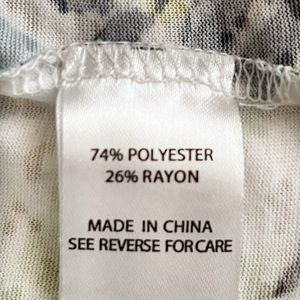 74% POLYESTER
26% RAYON
MADE IN CHINA
SEE REVERSE FOR CARE